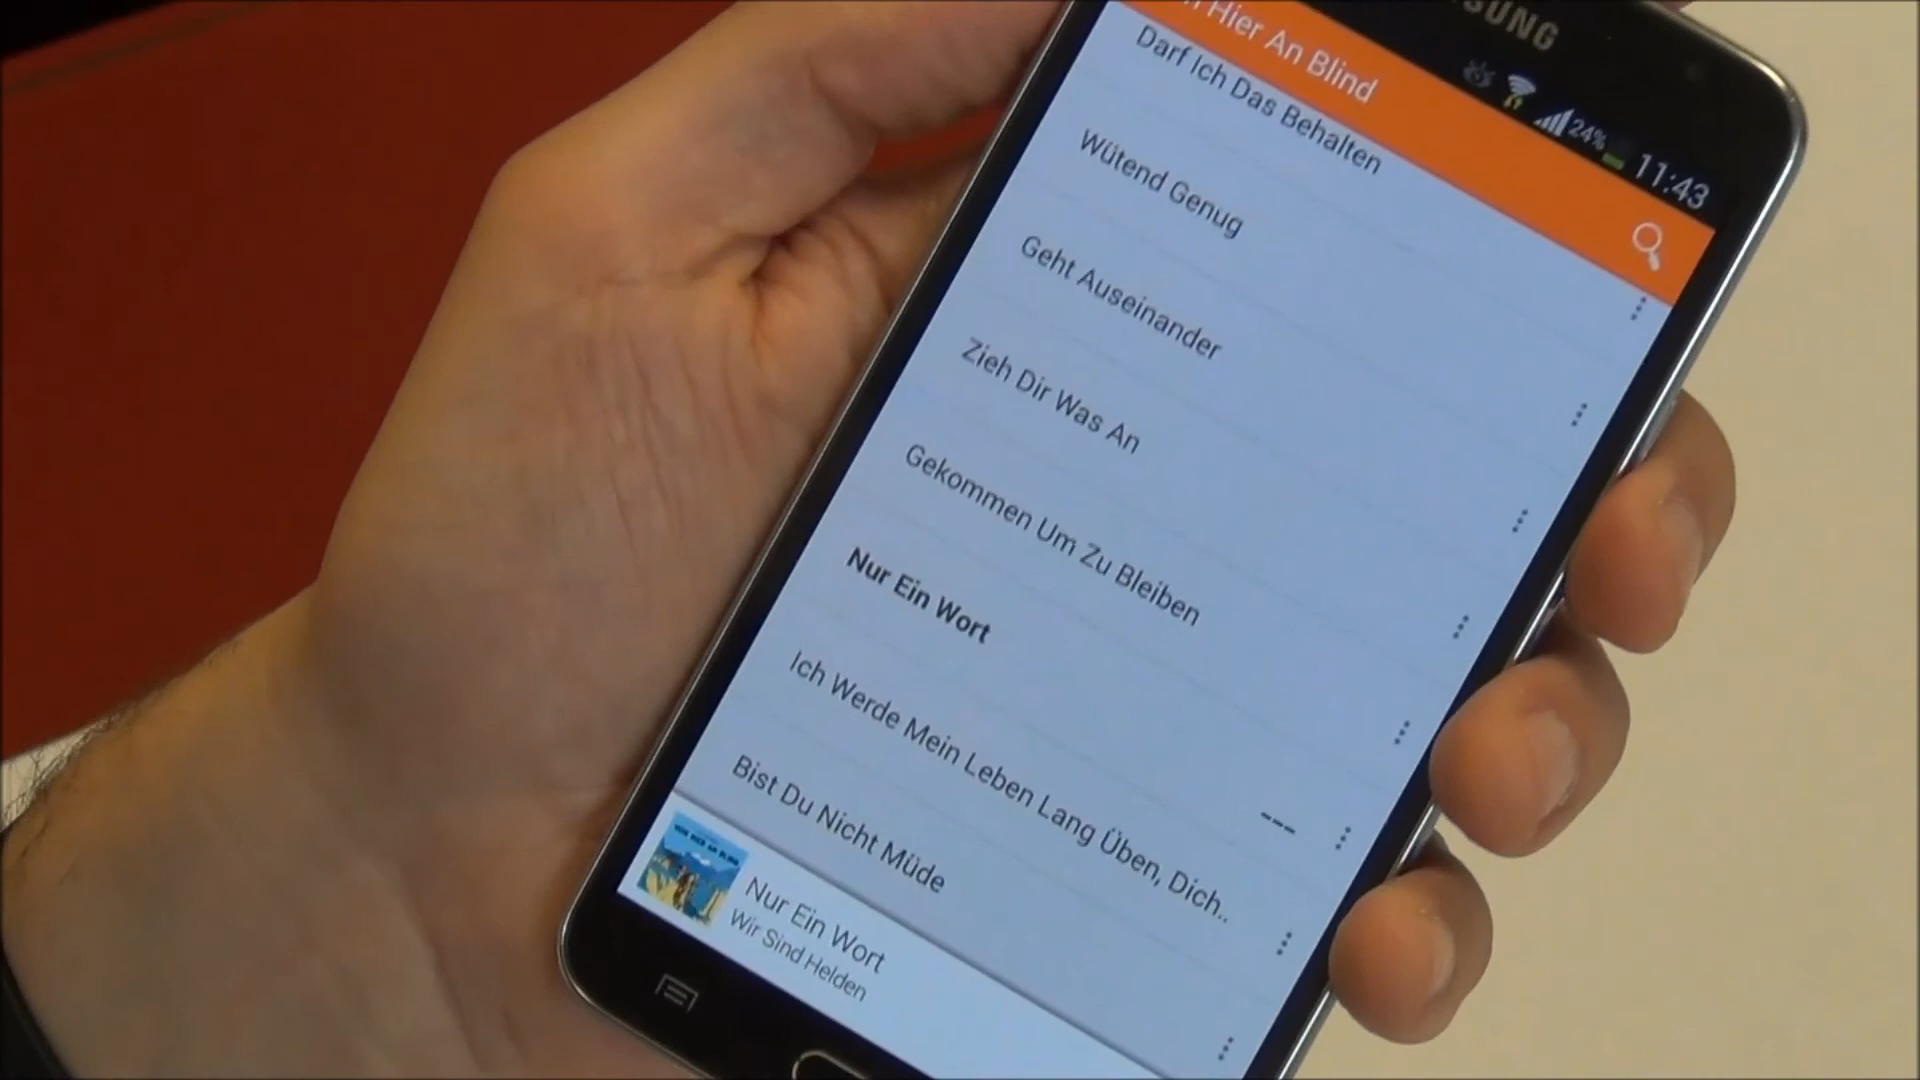 SUNG
24%
11:43
Hier An Blind
Darf Ich Das Behalten
Wütend Genug
Geht Auseinander
Zieh Dir Was An
Gekommen Um Zu Bleiben
Nur Ein Wort
Ich Werde Mein Leben Lang Üben, Dich..
Bist Du Nicht Müde
Nur Ein Wort
Wir Sind Helden